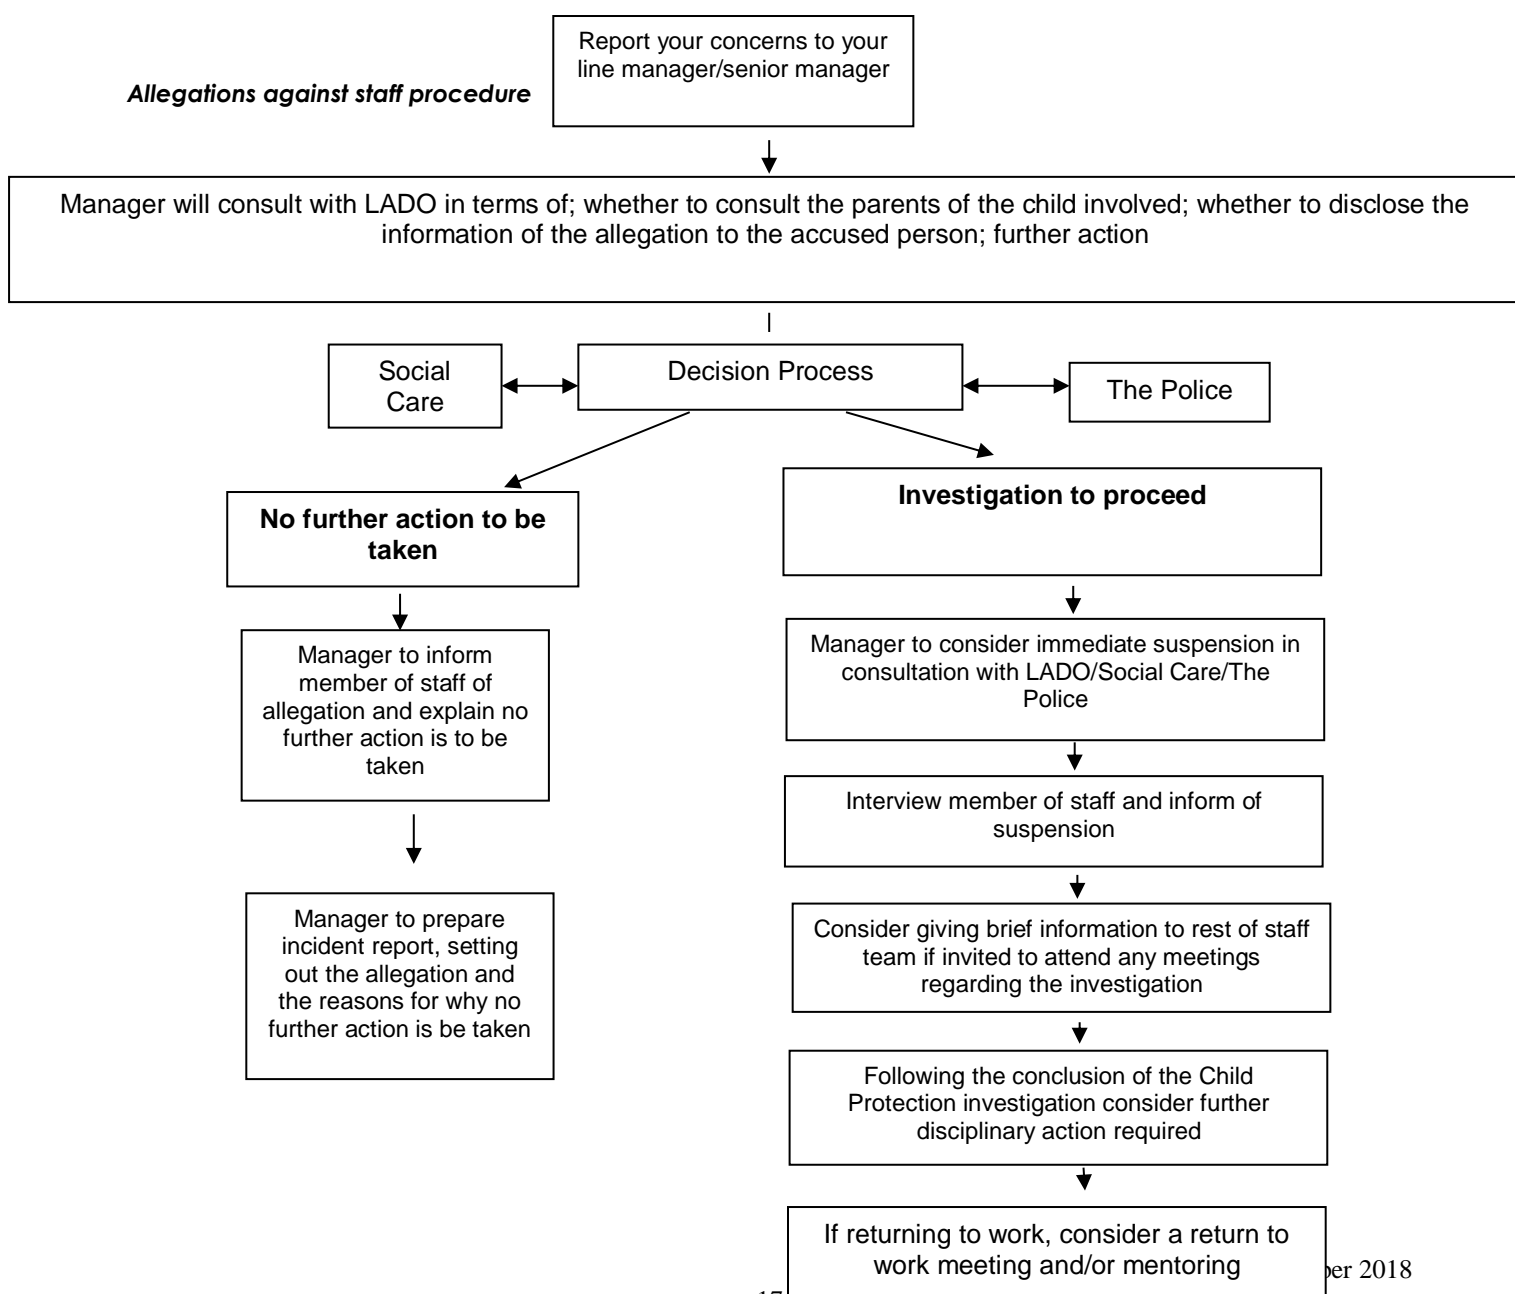 Report your concerns to your
line manager/senior manager
Allegations against staff procedure
Manager will consult with LADO in terms of; whether to consult the parents of the child involved; whether to disclose the
information of the allegation to the accused person; further action
Social
Care
Decision Process
The Police
No further action to be
taken
Manager to inform
member of staff of
allegation and explain no
further action is to be
taken
Manager to prepare
incident report, setting
out the allegation and
the reasons for why no
further action is be taken
Investigation to proceed
Manager to consider immediate suspension in
consultation with LADO/Social Care/The
Police
Interview member of staff and inform of
suspension
Consider giving brief information to rest of staff
team if invited to attend any meetings
regarding the investigation
Following the conclusion of the Child
Protection investigation consider further
disciplinary action required
If returning to work, consider a return to
work meeting and/or mentoring
2018